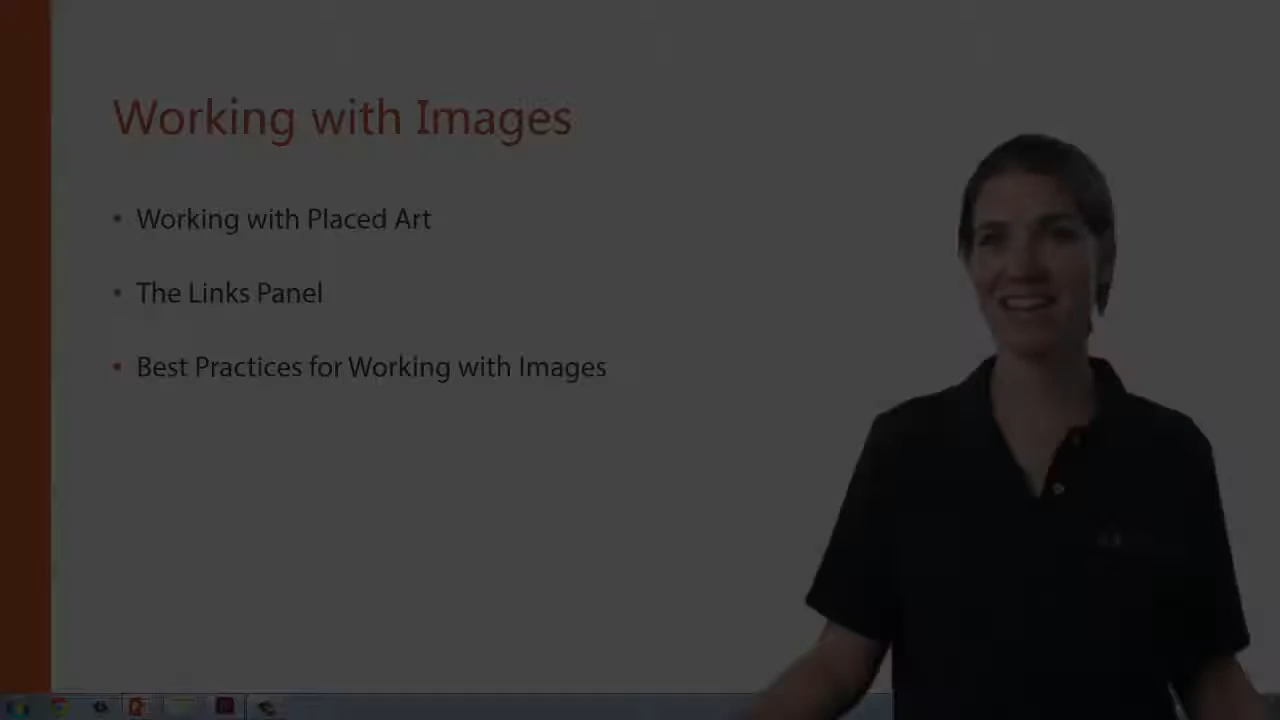 Working with Images
• Working with Placed Art
• The Links Panel
• Best Practices for Working with Images